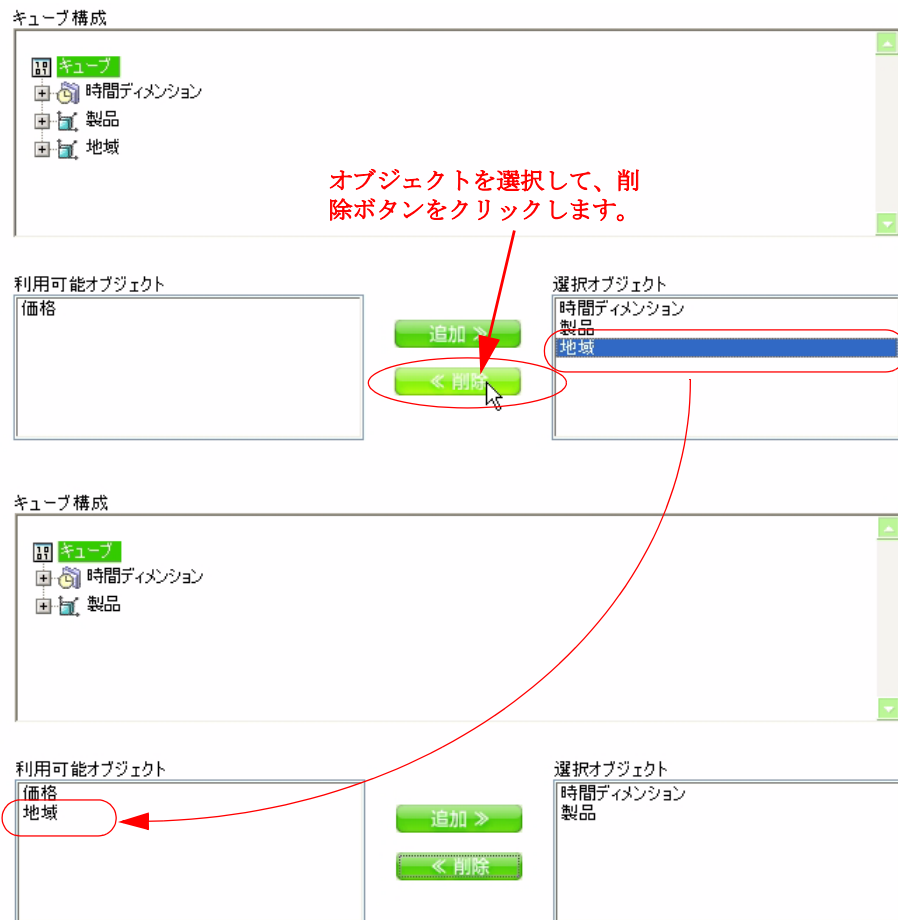 キューブ構成
キューブ
時間ディメンション
製品
地域
オブジェクトを選択して、削
除ボタンをクリックします。
利用可能オブジェクト
価格
追加 ≫
≪ 削除
選択オブジェクト
時間ディメンション
製品
地域
キューブ構成
キューブ
時間ディメンション
製品
利用可能オブジェクト
価格
地域
追加 ≫
≪ 削除
選択オブジェクト
時間ディメンション
製品